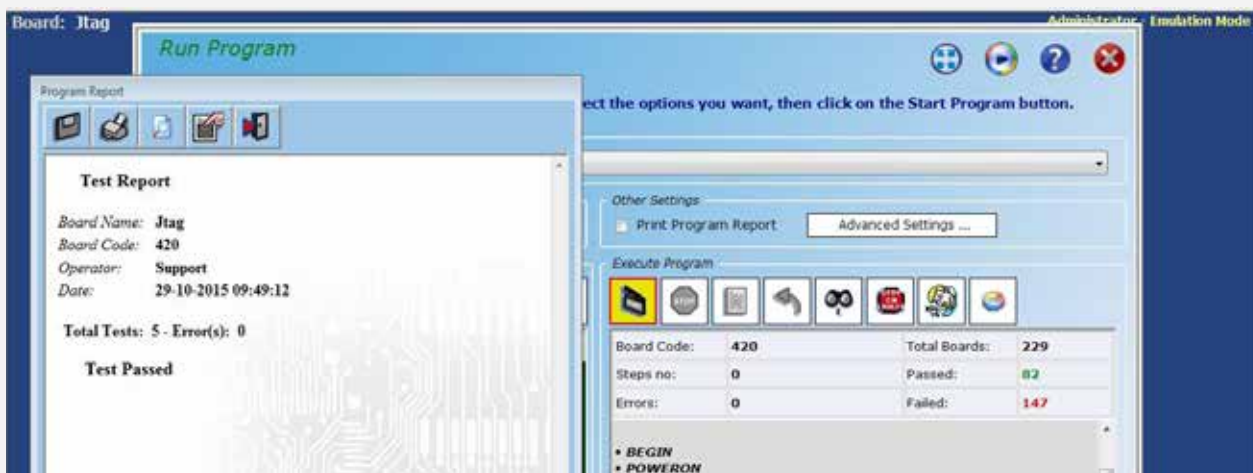 Board: Jtag
Administrator - Emulation Mode
Run Program
Program Report
ect the options you want, then click on the Start Program button.
Test Report
Board Name: Jtag
Board Code: 420
Operator: Support
Date: 29-10-2015 09:49:12
Total Tests: 5 - Error(s): 0
Test Passed
Other Settings
Print Program Report
Advanced Settings ...
Execute Program
Board Code: 420 Total Boards: 229
Steps no: 0 Passed: 82
Errors: 0 Failed: 147
• BEGIN
• POWERON